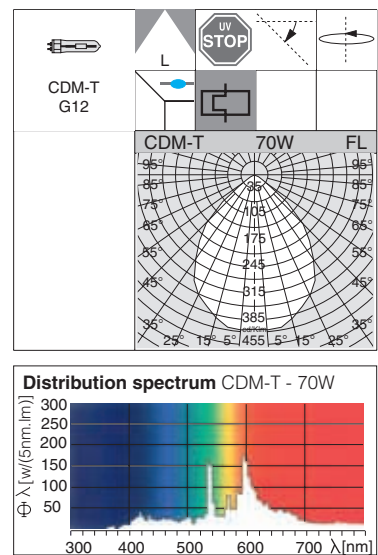 CDM-T
G12
L
UV
STOP
CDM-T 70W FL
95° 95°
85° 85°
75° 75°
65° 65°
55° 55°
45° 45°
35° 35°
35
105
175
245
315
385
cd/Klm
25° 15° 5° 455 5° 15° 25°
Distribution spectrum CDM-T - 70W
λ[w/(5nm,lm)]
300
250
200
150
100
50
300 400 500 600 700 λ[nm]